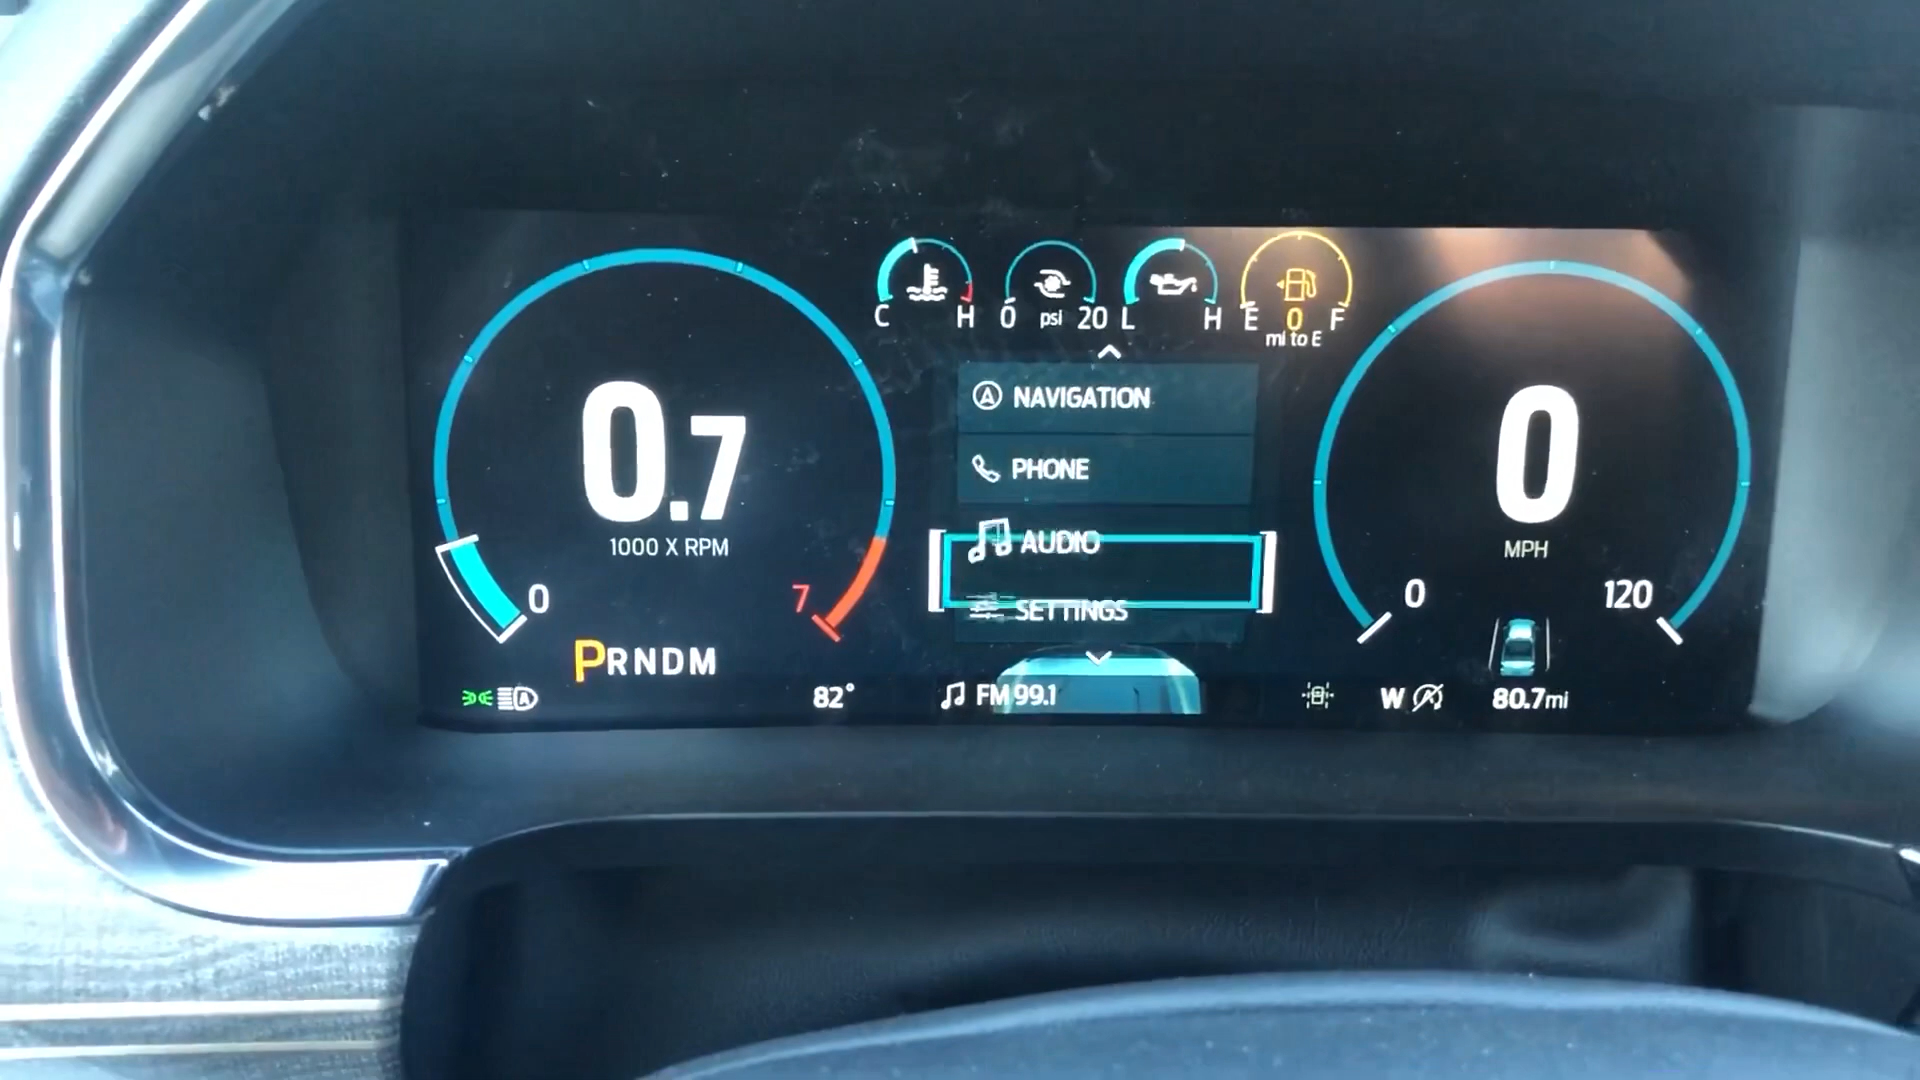 C H 0 psi 20 L H E 0 F
mi to E
NAVIGATION
PHONE
AUDIO
SETTINGS
0.7
1000 X RPM
0 7
PRNDM
0
MPH
0 120
A 82° FM 99.1 W A 80.7mi